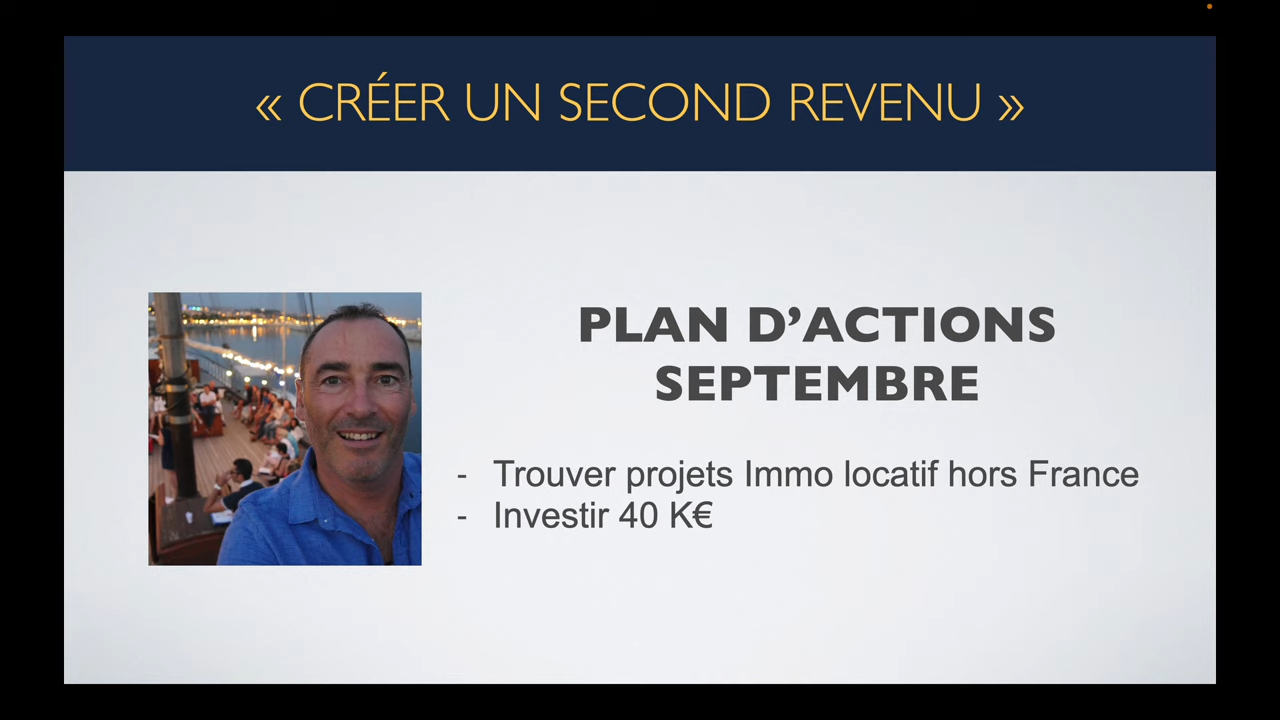 « CRÉER UN SECOND REVENU »
PLAN D’ACTIONS
SEPTEMBRE
- Trouver projets Immo locatif hors France
- Investir 40 K€